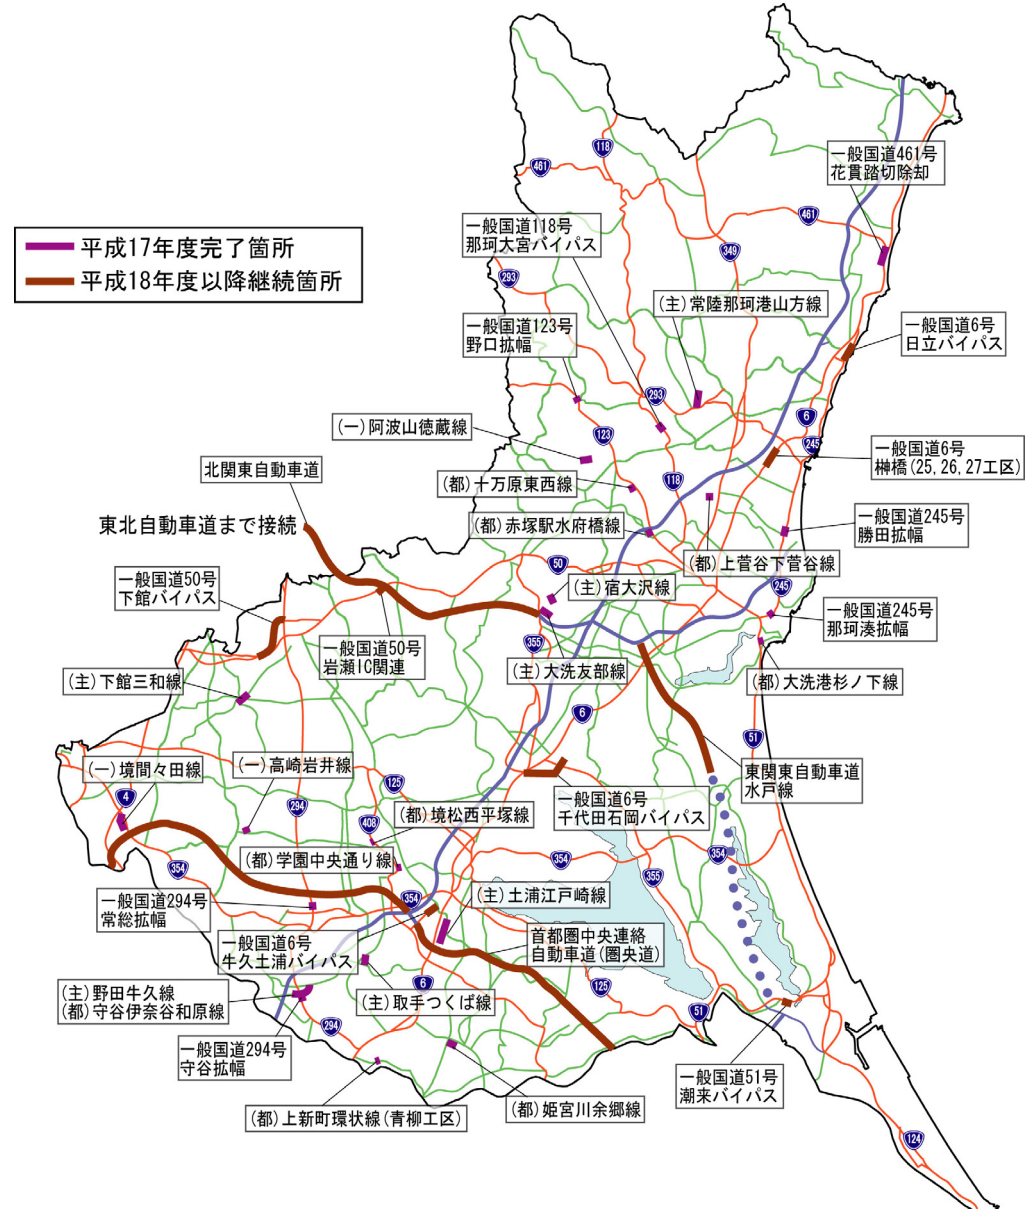 一般国道461号
花貫踏切除却
118
461
461
一般国道118号
那珂大宮バイパス
平成17年度完了箇所
平成18年度以降継続箇所
349
293
(主)常陸那珂港山方線
一般国道123号
野口拡幅
一般国道6号
日立バイパス
293
6
(一)阿波山徳蔵線
123
245
一般国道6号
榊橋(25,26,27工区)
北関東自動車道
118
(都)十万原東西線
東北自動車道まで接続
(都)赤塚駅水府橋線
一般国道245号
勝田拡幅
(都)上菅谷下菅谷線
50
一般国道50号
下館バイパス
(主)宿大沢線
245
一般国道245号
那珂湊拡幅
一般国道50号
岩瀬IC関連
355
(主)大洗友部線
(主)下館三和線
(都)大洗港杉ノ下線
6
51
東関東自動車道
水戸線
(一)境間々田線
(一)高崎岩井線
125
4
294
一般国道6号
千代田石岡バイパス
(都)境松西平塚線
408
354
(都)学園中央通り線
354
354
355
354
(主)土浦江戸崎線
一般国道294号
常総拡幅
首都圏中央連絡
自動車道(圏央道)
一般国道6号
牛久土浦バイパス
6
125
(主)野田牛久線
(都)守谷伊奈谷和原線
(主)取手つくば線
51
294
一般国道294号
守谷拡幅
一般国道51号
潮来バイパス
(都)上新町環状線(青柳工区)
(都)姫宮川余郷線
124